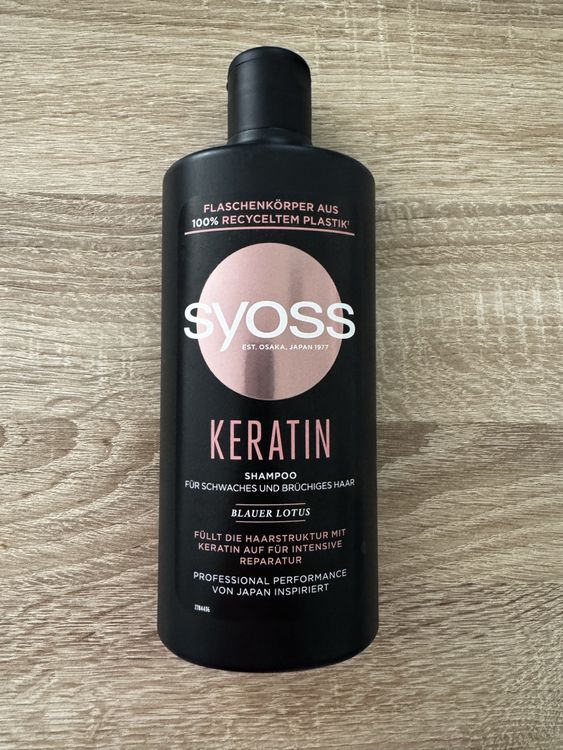 FLASCHENKÖRPER AUS
100% RECYCELTEM PLASTIK¹
syoss
EST. OSAKA, JAPAN 1977
KERATIN
SHAMPOO
FÜR SCHWACHES UND BRÜCHIGES HAAR
BLAUER LOTUS
FÜLLT DIE HAARSTRUKTUR MIT
KERATIN AUF FÜR INTENSIVE
REPARATUR
PROFESSIONAL PERFORMANCE
VON JAPAN INSPIRIERT